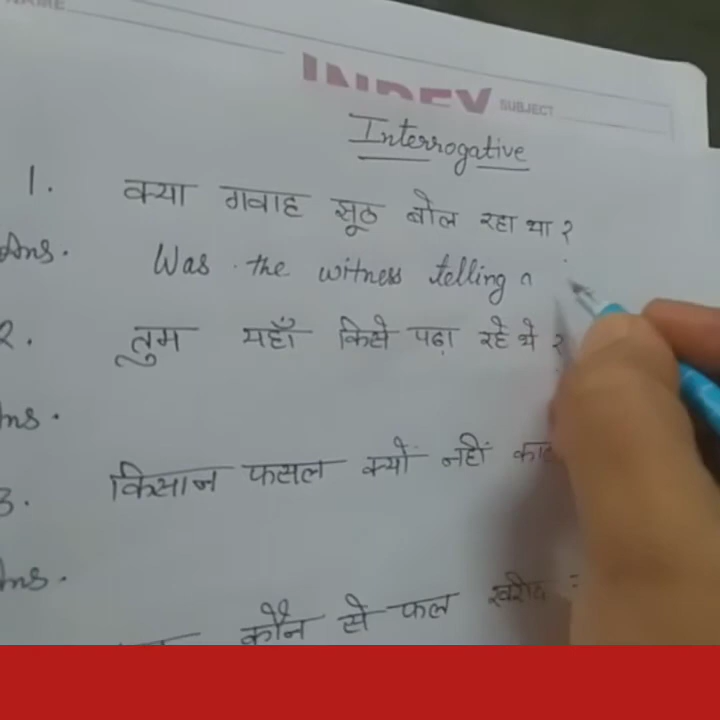 NAME
INDEX SUBJECT
Interrogative
1. क्या गवाह झूठ बोल रहा था ?
Ans. Was the witness telling a
2. तुम यहाँ किसे पढ़ा रहे थे ?
Ans.
3. किसान फसल क्यों नहीं
Ans.
कौन से फल